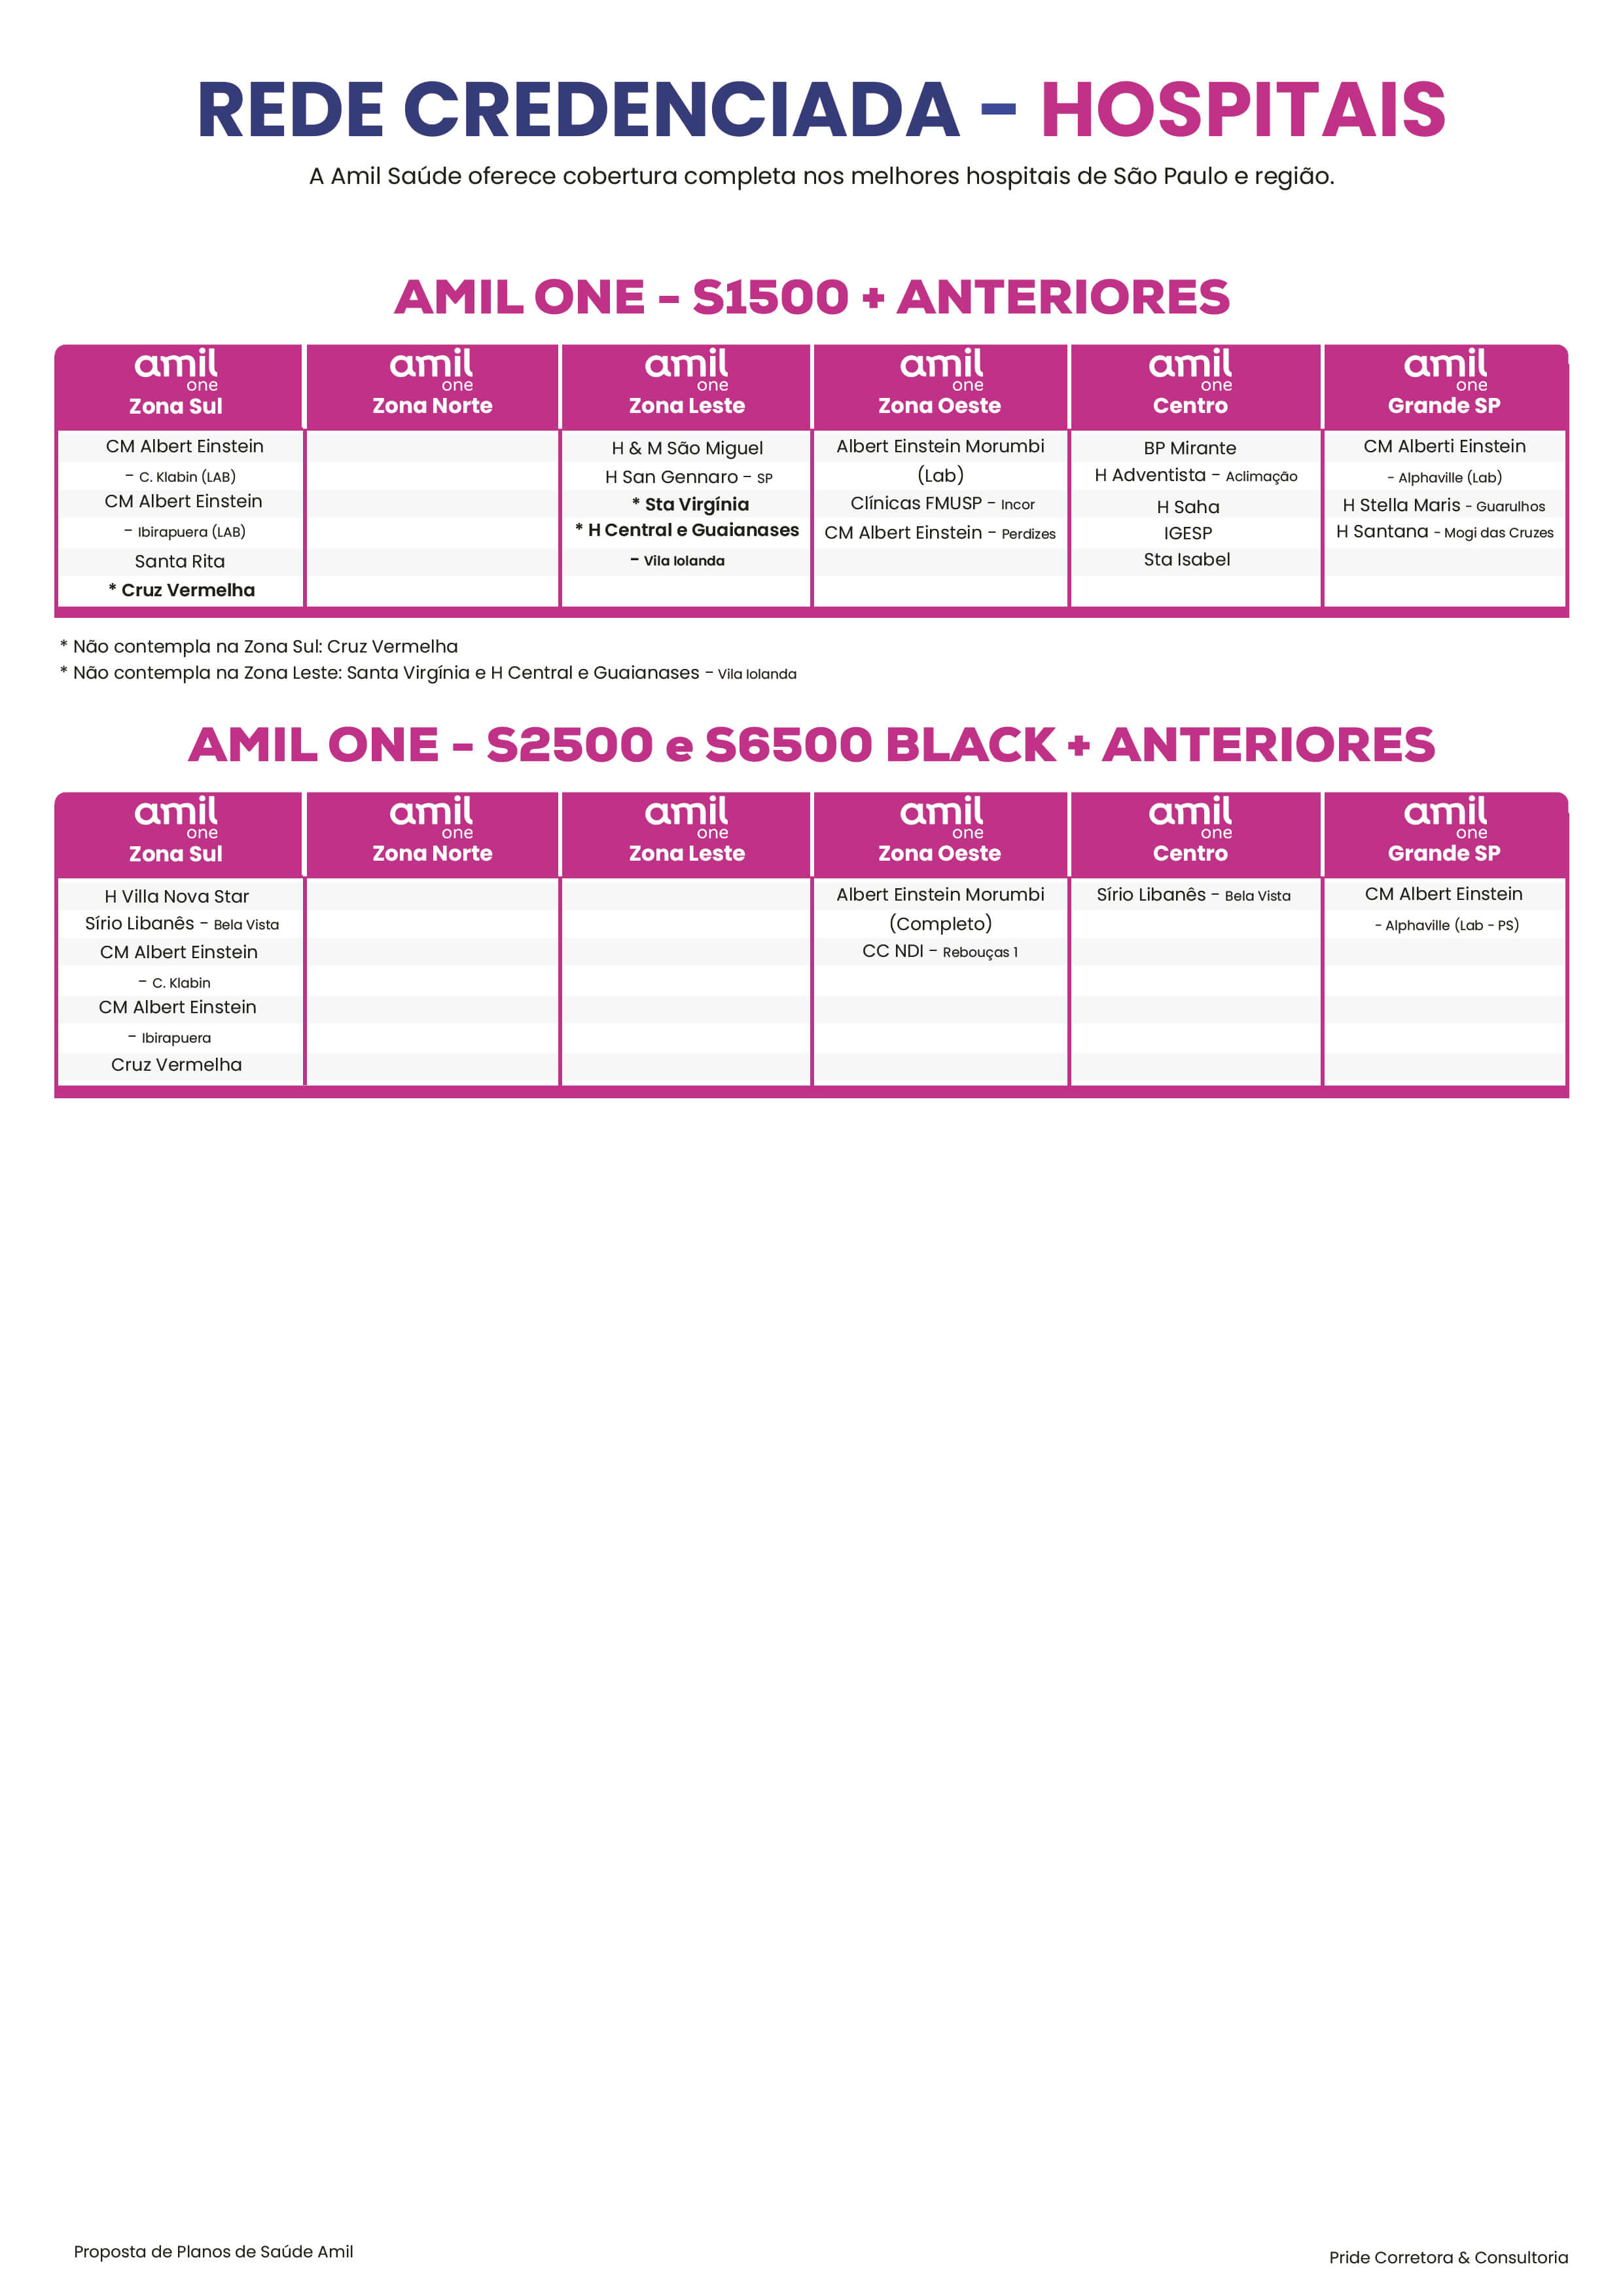 REDE CREDENCIADA - HOSPITAIS
A Amil Saúde oferece cobertura completa nos melhores hospitais de São Paulo e região.
AMIL ONE - S1500 + ANTERIORES
amil one Zona Sul
CM Albert Einstein
- C. Klabin (LAB)
CM Albert Einstein
- Ibirapuera (LAB)
Santa Rita
* Cruz Vermelha
amil one Zona Norte
amil one Zona Leste
H & M São Miguel
H San Gennaro - SP
* Sta Virgínia
* H Central e Guaianases
- Vila Iolanda
amil one Zona Oeste
Albert Einstein Morumbi
(Lab)
Clínicas FMUSP - Incor
CM Albert Einstein - Perdizes
amil one Centro
BP Mirante
H Adventista - Aclimação
H Saha
IGESP
Sta Isabel
amil one Grande SP
CM Alberti Einstein
- Alphaville (Lab)
H Stella Maris - Guarulhos
H Santana - Mogi das Cruzes
* Não contempla na Zona Sul: Cruz Vermelha
* Não contempla na Zona Leste: Santa Virgínia e H Central e Guaianases - Vila Iolanda
AMIL ONE - S2500 e S6500 BLACK + ANTERIORES
amil one Zona Sul
H Villa Nova Star
Sírio Libanês - Bela Vista
CM Albert Einstein
- C. Klabin
CM Albert Einstein
- Ibirapuera
Cruz Vermelha
amil one Zona Norte
amil one Zona Leste
amil one Zona Oeste
Albert Einstein Morumbi
(Completo)
CC NDI - Rebouças 1
amil one Centro
Sírio Libanês - Bela Vista
amil one Grande SP
CM Albert Einstein
- Alphaville (Lab - PS)
Proposta de Planos de Saúde Amil
Pride Corretora & Consultoria